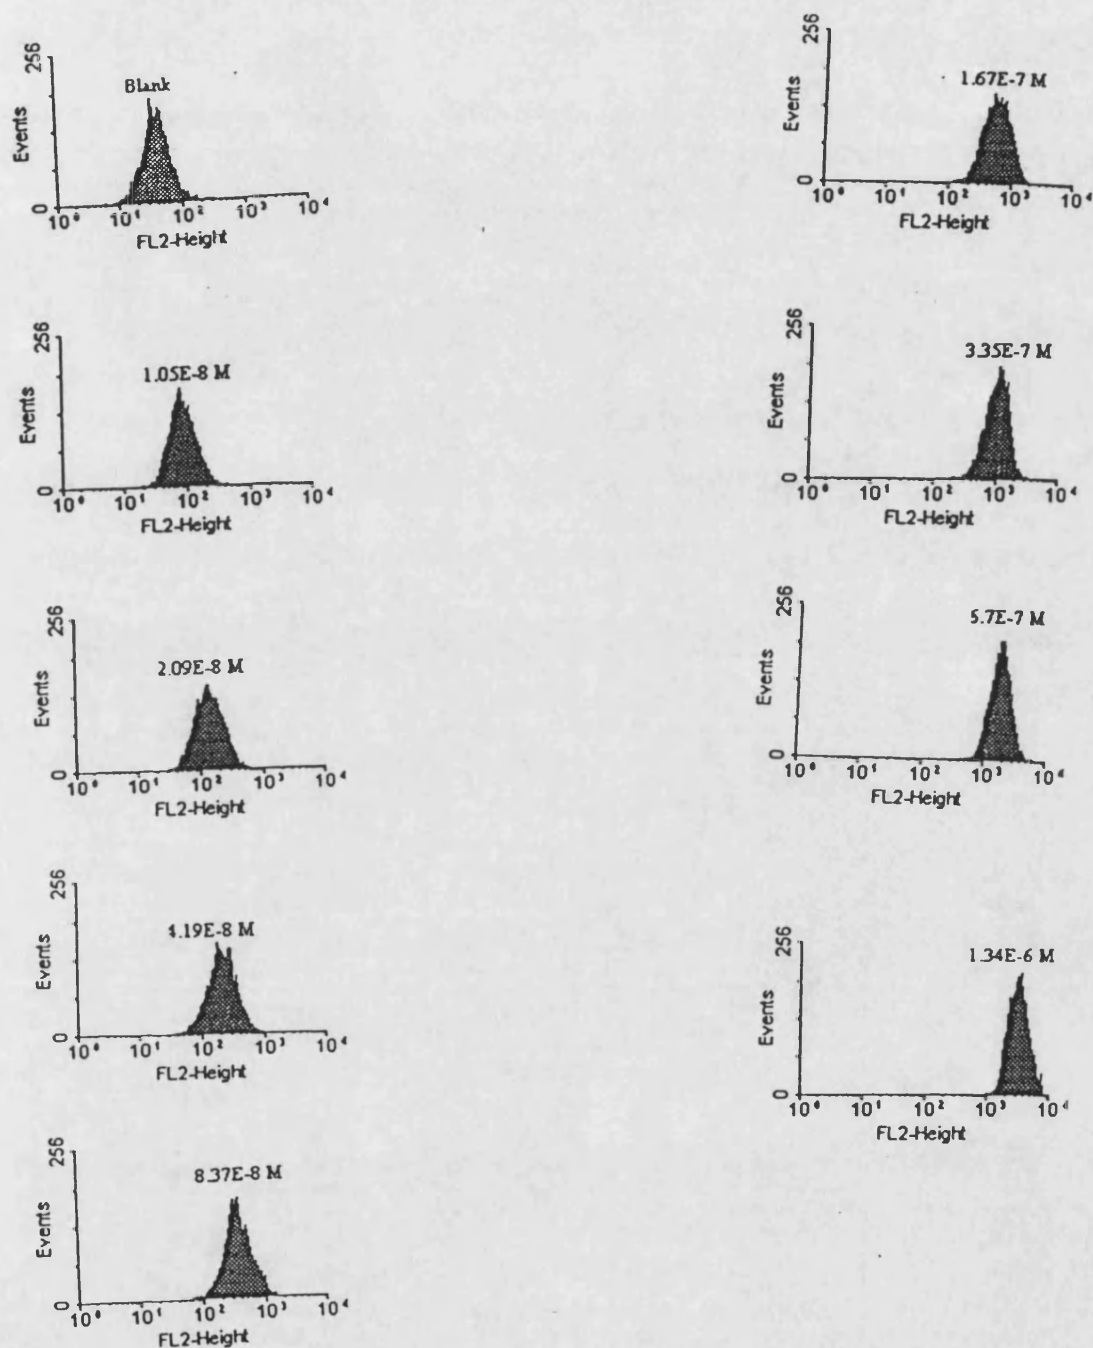 256
Events
0
Blank
10⁰ 10¹ 10² 10³ 10⁴
FL2-Height
256
Events
0
1.05E-8 M
10⁰ 10¹ 10² 10³ 10⁴
FL2-Height
256
Events
0
2.09E-8 M
10⁰ 10¹ 10² 10³ 10⁴
FL2-Height
256
Events
0
4.19E-8 M
10⁰ 10¹ 10² 10³ 10⁴
FL2-Height
256
Events
0
8.37E-8 M
10⁰ 10¹ 10² 10³ 10⁴
FL2-Height
256
Events
0
1.67E-7 M
10⁰ 10¹ 10² 10³ 10⁴
FL2-Height
256
Events
0
3.35E-7 M
10⁰ 10¹ 10² 10³ 10⁴
FL2-Height
256
Events
0
5.7E-7 M
10⁰ 10¹ 10² 10³ 10⁴
FL2-Height
256
Events
0
1.34E-6 M
10⁰ 10¹ 10² 10³ 10⁴
FL2-Height